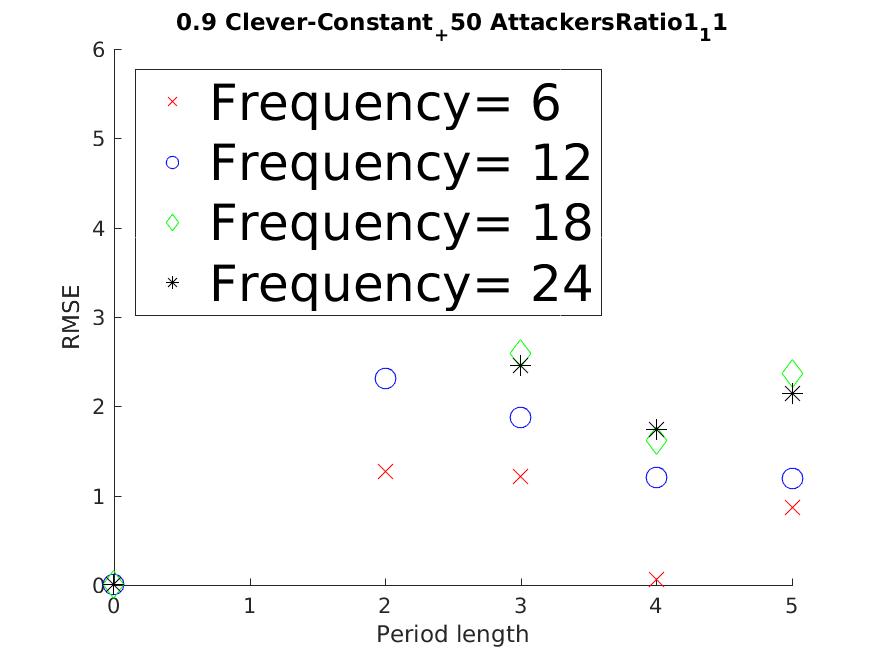 0.9 Clever-Constant₊50 AttackersRatio1₁1
6
5
4
3
2
1
0
RMSE
Frequency= 6
Frequency= 12
Frequency= 18
Frequency= 24
0 1 2 3 4 5
Period length